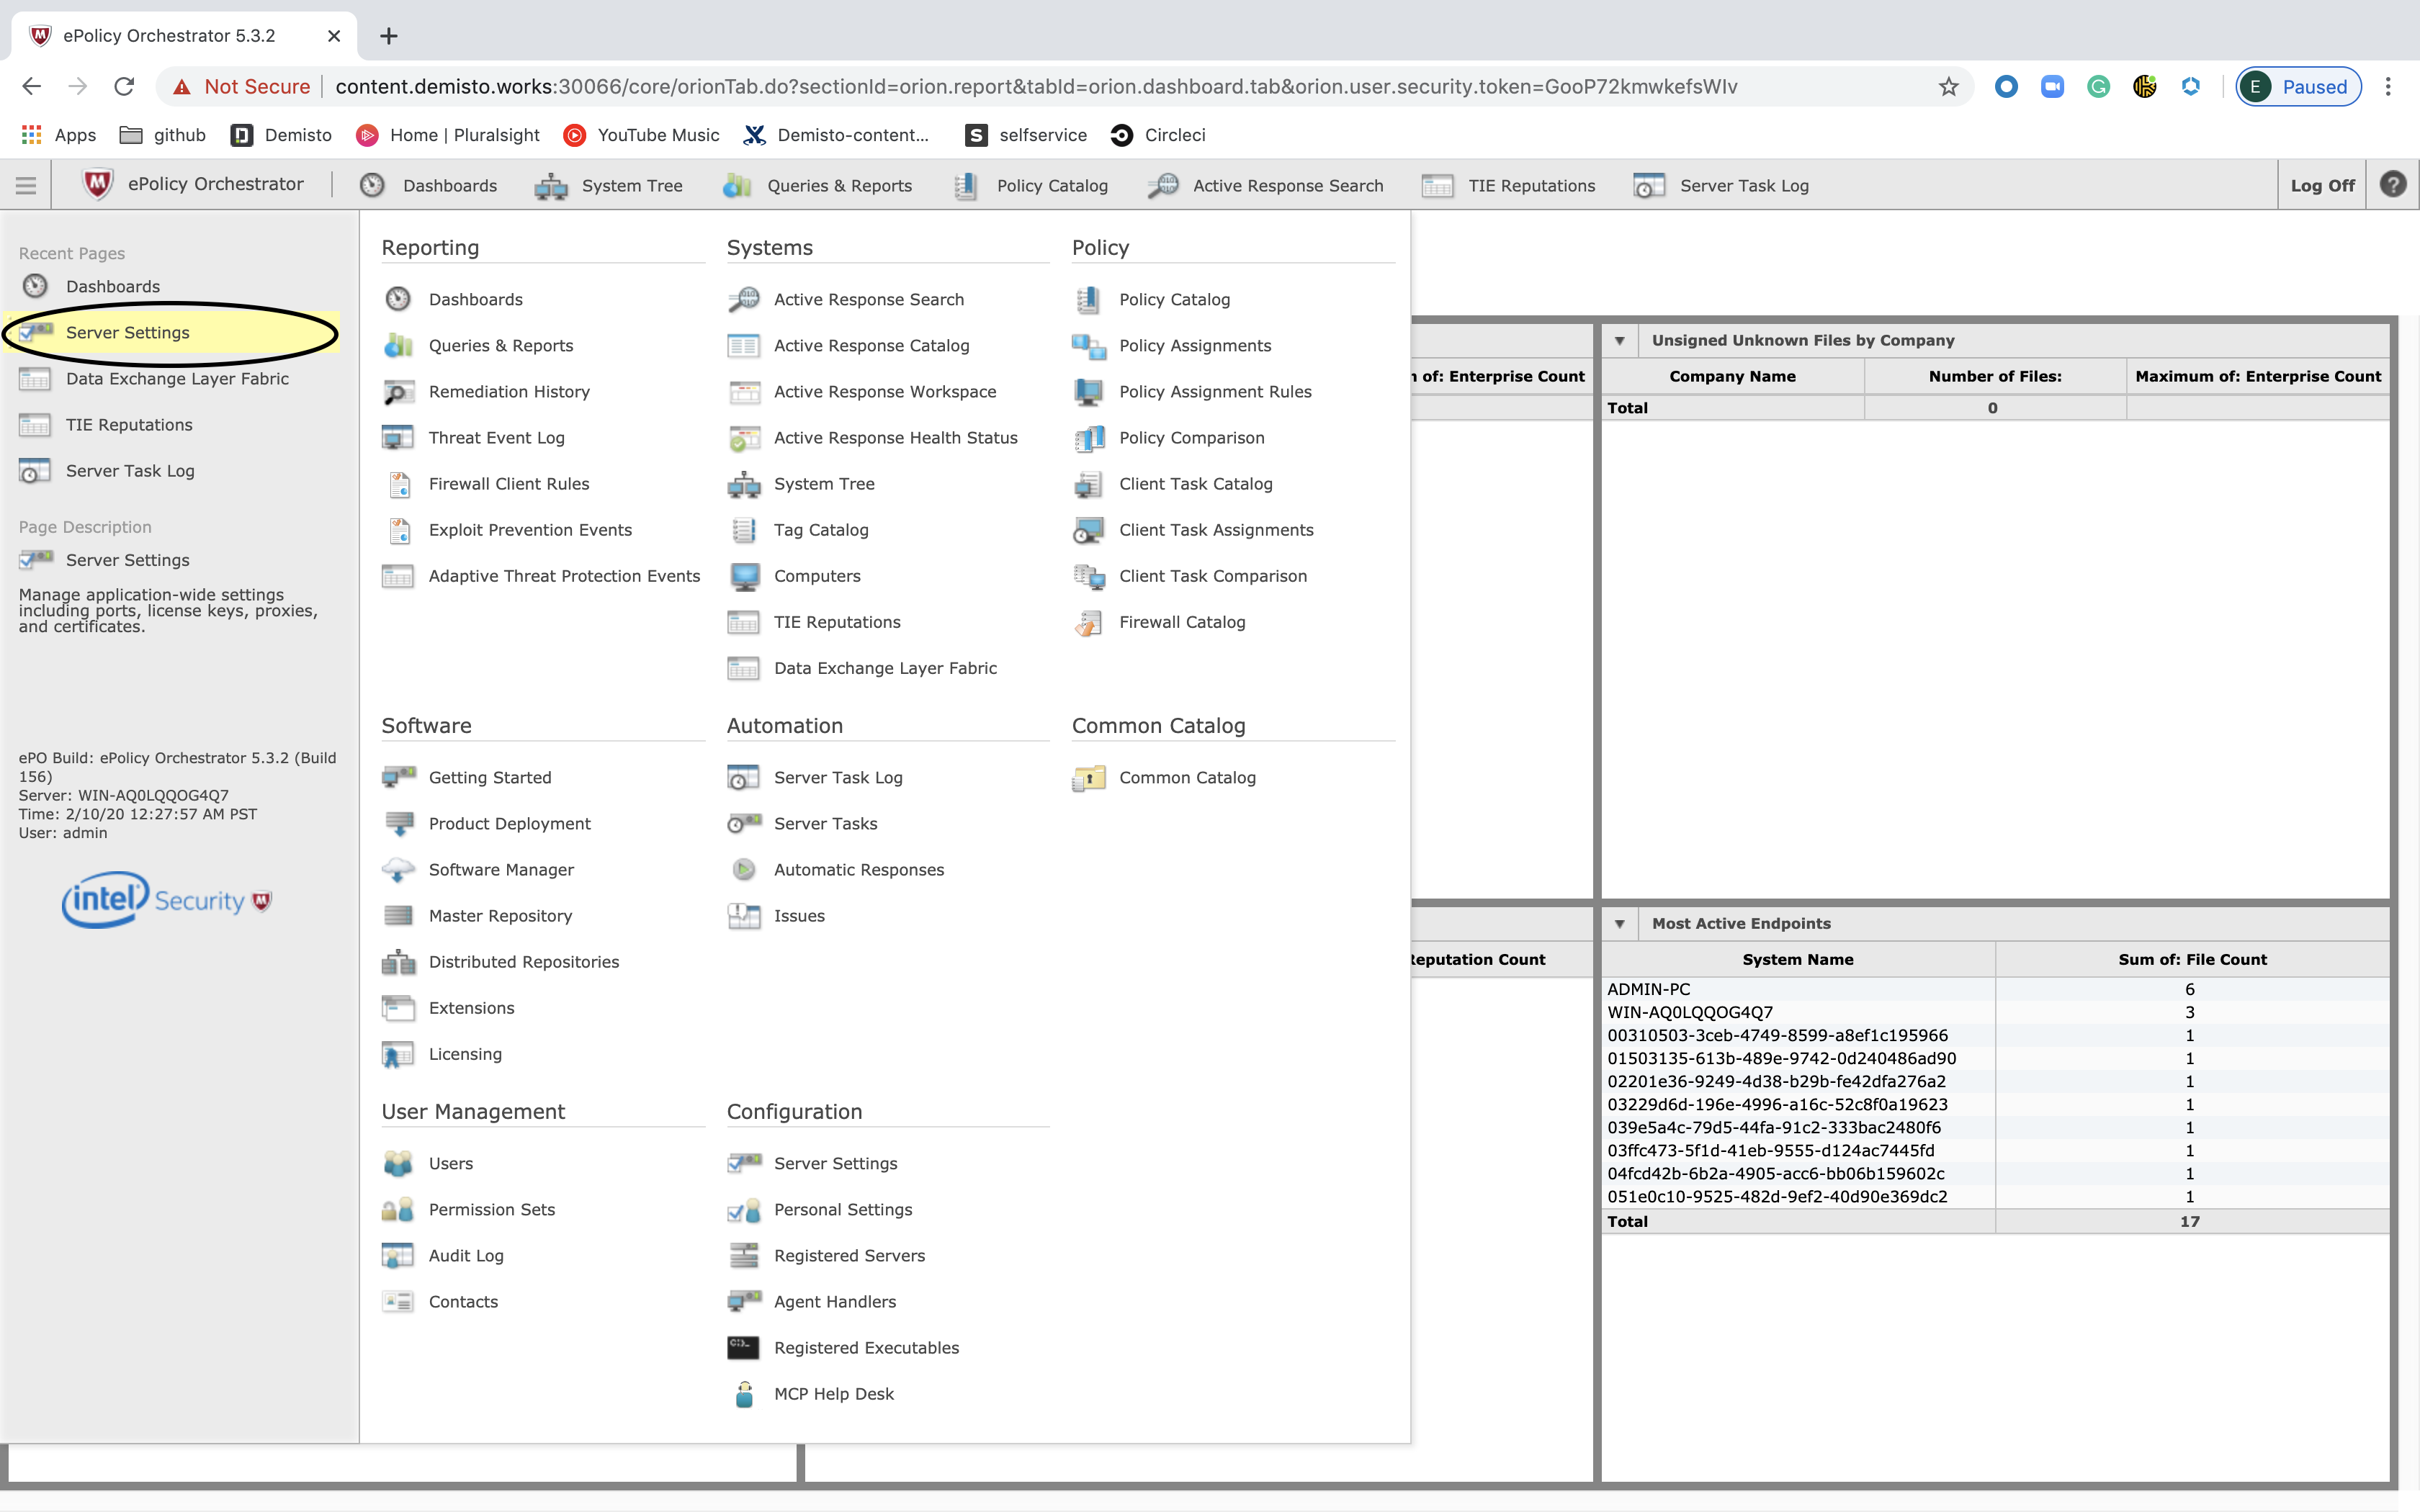 ePolicy Orchestrator 5.3.2
Not Secure
content.demisto.works:30066/core/orionTab.do?sectionId=orion.report&tabId=orion.dashboard.tab&orion.user.security.token=GooP72kmwkefsWIv
E Paused
Apps github Demisto Home | Pluralsight YouTube Music Demisto-content... selfservice Circleci
ePolicy Orchestrator Dashboards System Tree Queries & Reports Policy Catalog Active Response Search TIE Reputations Server Task Log Log Off
Recent Pages
Dashboards
Server Settings
Data Exchange Layer Fabric
TIE Reputations
Server Task Log
Page Description
Server Settings
Manage application-wide settings
including ports, license keys, proxies,
and certificates.
ePO Build: ePolicy Orchestrator 5.3.2 (Build
156)
Server: WIN-AQ0LQQOG4Q7
Time: 2/10/20 12:27:57 AM PST
User: admin
intel Security
Reporting
Dashboards
Queries & Reports
Remediation History
Threat Event Log
Firewall Client Rules
Exploit Prevention Events
Adaptive Threat Protection Events
Systems
Active Response Search
Active Response Catalog
Active Response Workspace
Active Response Health Status
System Tree
Tag Catalog
Computers
TIE Reputations
Data Exchange Layer Fabric
Policy
Policy Catalog
Policy Assignments
Policy Assignment Rules
Policy Comparison
Client Task Catalog
Client Task Assignments
Client Task Comparison
Firewall Catalog
Software
Getting Started
Product Deployment
Software Manager
Master Repository
Distributed Repositories
Extensions
Licensing
Automation
Server Task Log
Server Tasks
Automatic Responses
Issues
Common Catalog
Common Catalog
User Management
Users
Permission Sets
Audit Log
Contacts
Configuration
Server Settings
Personal Settings
Registered Servers
Agent Handlers
Registered Executables
MCP Help Desk
of: Enterprise Count
Reputation Count
Unsigned Unknown Files by Company
Company Name Number of Files: Maximum of: Enterprise Count
Total 0
Most Active Endpoints
System Name Sum of: File Count
ADMIN-PC 6
WIN-AQ0LQQOG4Q7 3
00310503-3ceb-4749-8599-a8ef1c195966 1
01503135-613b-489e-9742-0d240486ad90 1
02201e36-9249-4d38-b29b-fe42dfa276a2 1
03229d6d-196e-4996-a16c-52c8f0a19623 1
039e5a4c-79d5-44fa-91c2-333bac2480f6 1
03ffc473-5f1d-41eb-9555-d124ac7445fd 1
04fcd42b-6b2a-4905-acc6-bb06b159602c 1
051e0c10-9525-482d-9ef2-40d90e369dc2 1
Total 17